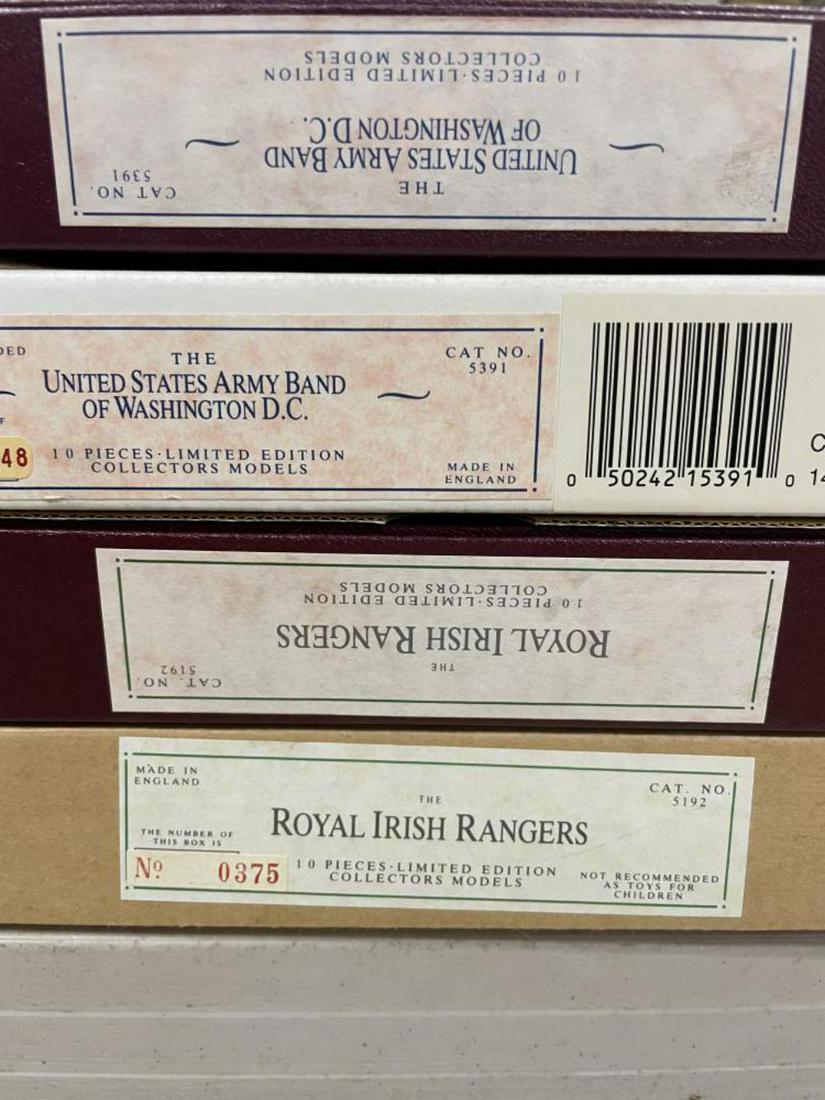 THE
UNITED STATES ARMY BAND
OF WASHINGTON D.C.
10 PIECES·LIMITED EDITION
COLLECTORS MODELS
CAT NO.
5391
DED
F
48
THE
UNITED STATES ARMY BAND
OF WASHINGTON D.C.
10 PIECES·LIMITED EDITION
COLLECTORS MODELS
CAT NO.
5391
MADE IN
ENGLAND
0 50242 15391 0
C
14
THE
ROYAL IRISH RANGERS
10 PIECES·LIMITED EDITION
COLLECTORS MODELS
CAT. NO.
5192
MADE IN
ENGLAND
THE NUMBER OF
THIS BOX IS
Nº 0375
THE
ROYAL IRISH RANGERS
10 PIECES·LIMITED EDITION
COLLECTORS MODELS
CAT. NO.
5192
NOT RECOMMENDED
AS TOYS FOR
CHILDREN